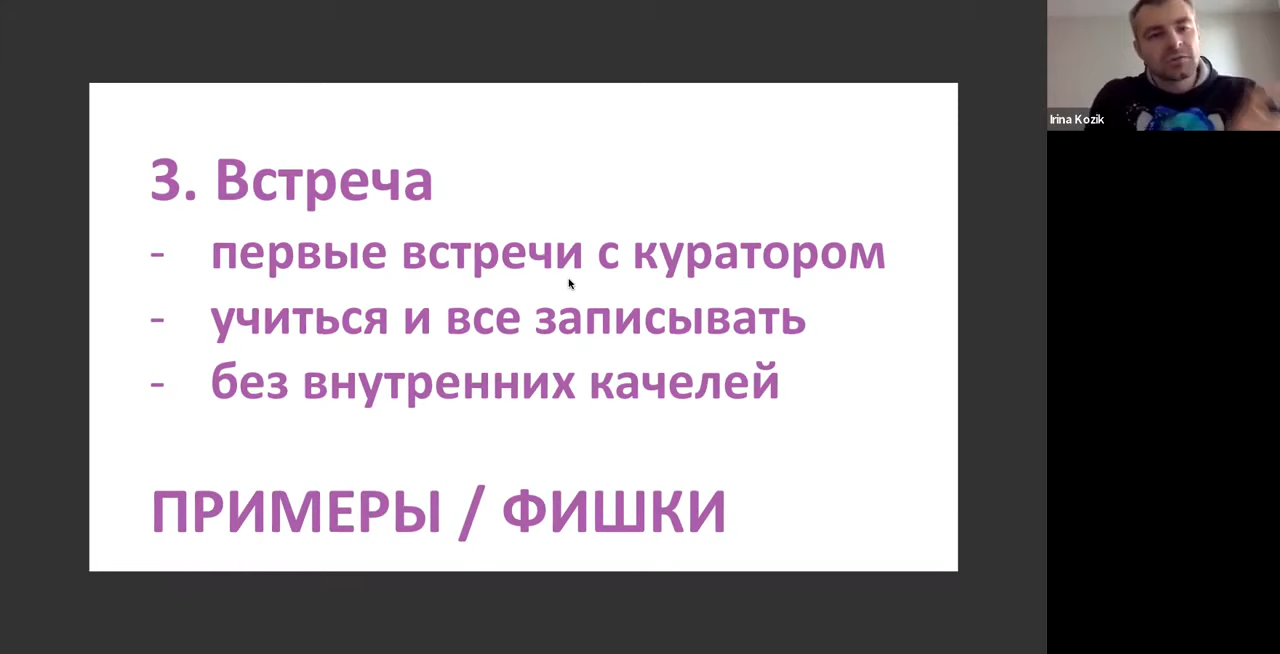 3. Встреча
- первые встречи с куратором
- учиться и все записывать
- без внутренних качелей
ПРИМЕРЫ / ФИШКИ
Irina Kozik